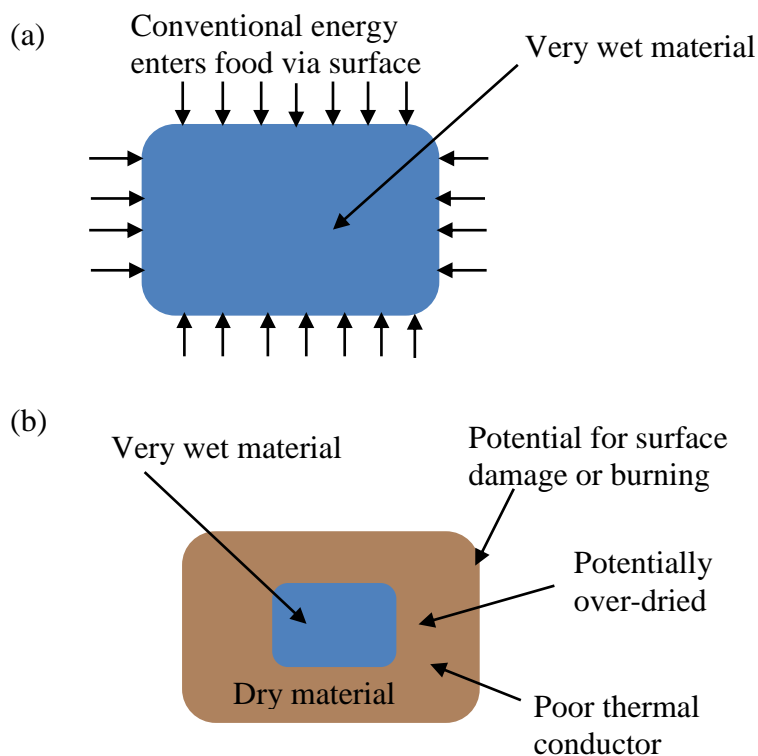 (a)
Conventional energy
enters food via surface
Very wet material
(b)
Very wet material
Potential for surface
damage or burning
Potentially
over-dried
Dry material
Poor thermal
conductor